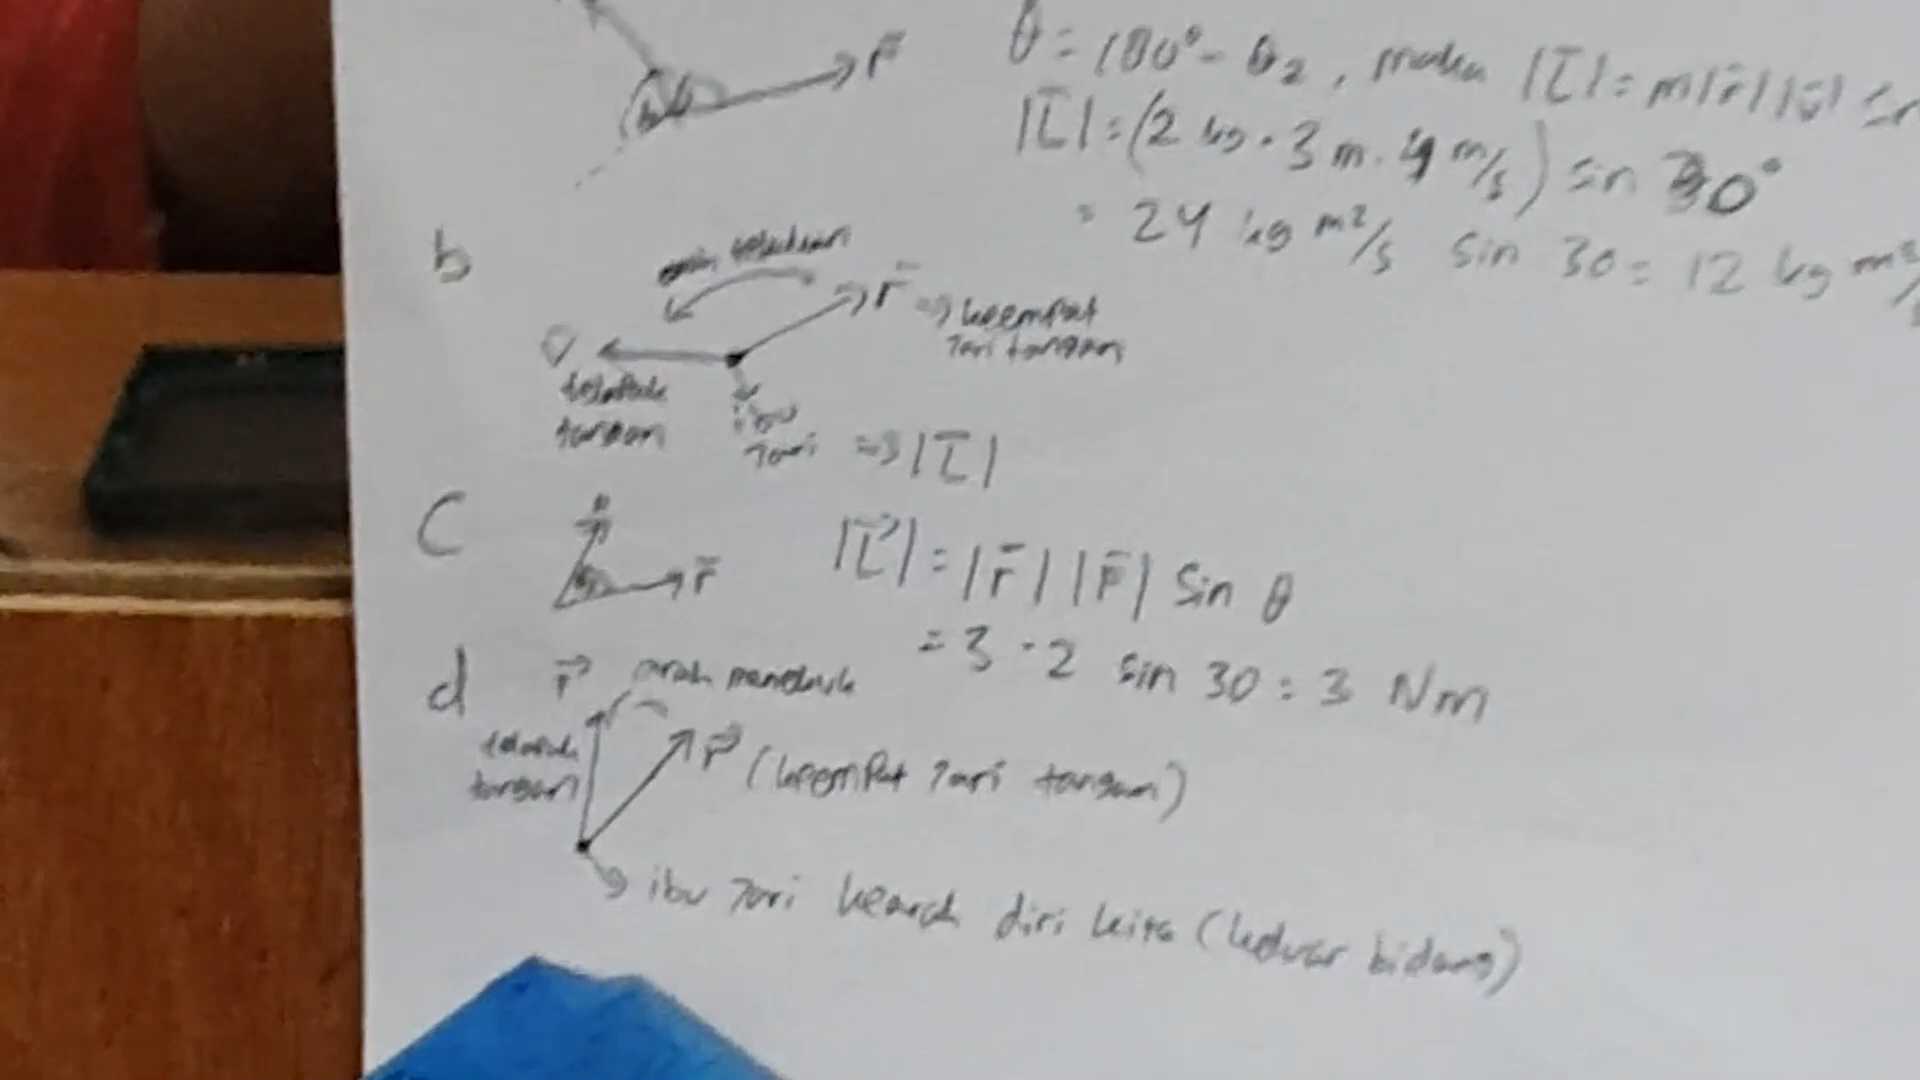 r̄
θ = 180° - θ₂, maka |L̄| = m|r̄||v̄| sin
|L̄| = (2 kg · 3 m · 4 m/s) sin 30°
= 24 kg m²/s sin 30 = 12 kg m²/s
b
r̄ => keempat
Jari tangan
V
telapak
tangan
ibu
Jari => |L̄|
C
r̄
|τ⃗| = |r̄| |F̄| Sin θ
= 3 · 2 sin 30 = 3 Nm
d
F⃗ arah menekuk
telapak
tangan
r⃗ (keempat Jari tangan)
ibu Jari kearah diri kita (keluar bidang)